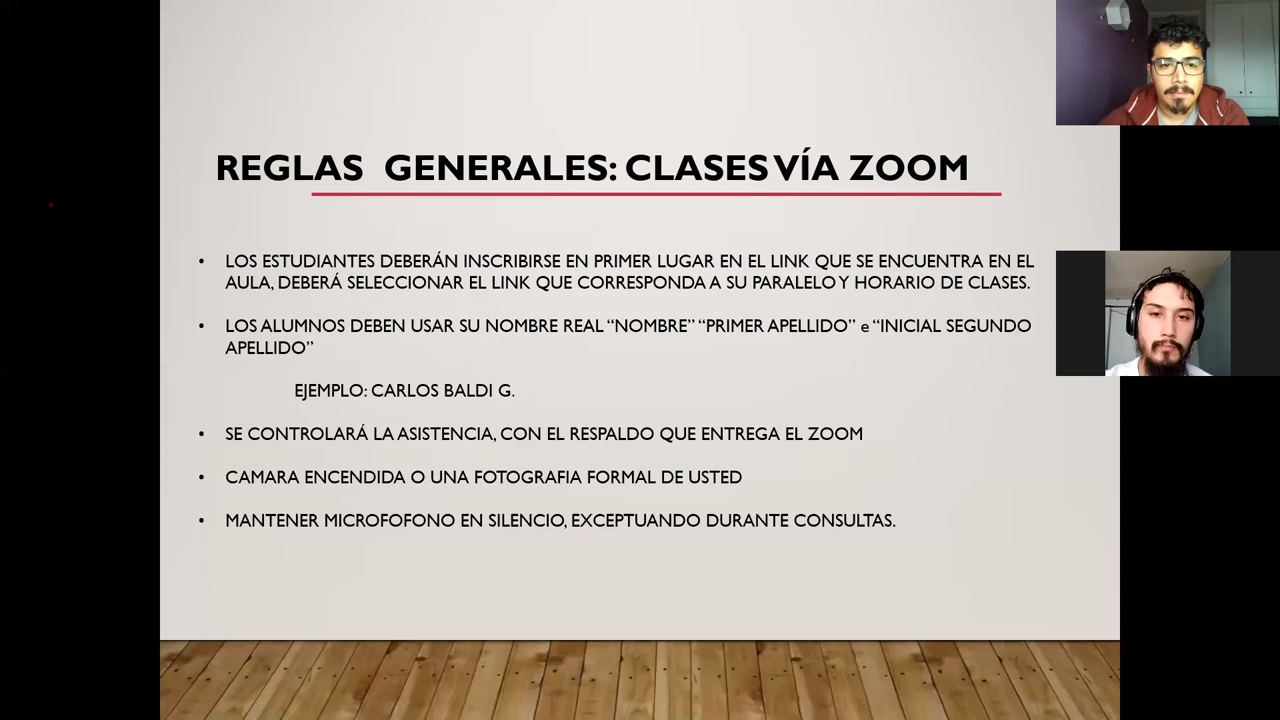 REGLAS GENERALES: CLASES VÍA ZOOM
• LOS ESTUDIANTES DEBERÁN INSCRIBIRSE EN PRIMER LUGAR EN EL LINK QUE SE ENCUENTRA EN EL
AULA, DEBERÁ SELECCIONAR EL LINK QUE CORRESPONDA A SU PARALELO Y HORARIO DE CLASES.
• LOS ALUMNOS DEBEN USAR SU NOMBRE REAL “NOMBRE” “PRIMER APELLIDO” e “INICIAL SEGUNDO
APELLIDO”
EJEMPLO: CARLOS BALDI G.
• SE CONTROLARÁ LA ASISTENCIA, CON EL RESPALDO QUE ENTREGA EL ZOOM
• CAMARA ENCENDIDA O UNA FOTOGRAFIA FORMAL DE USTED
• MANTENER MICROFOFONO EN SILENCIO, EXCEPTUANDO DURANTE CONSULTAS.